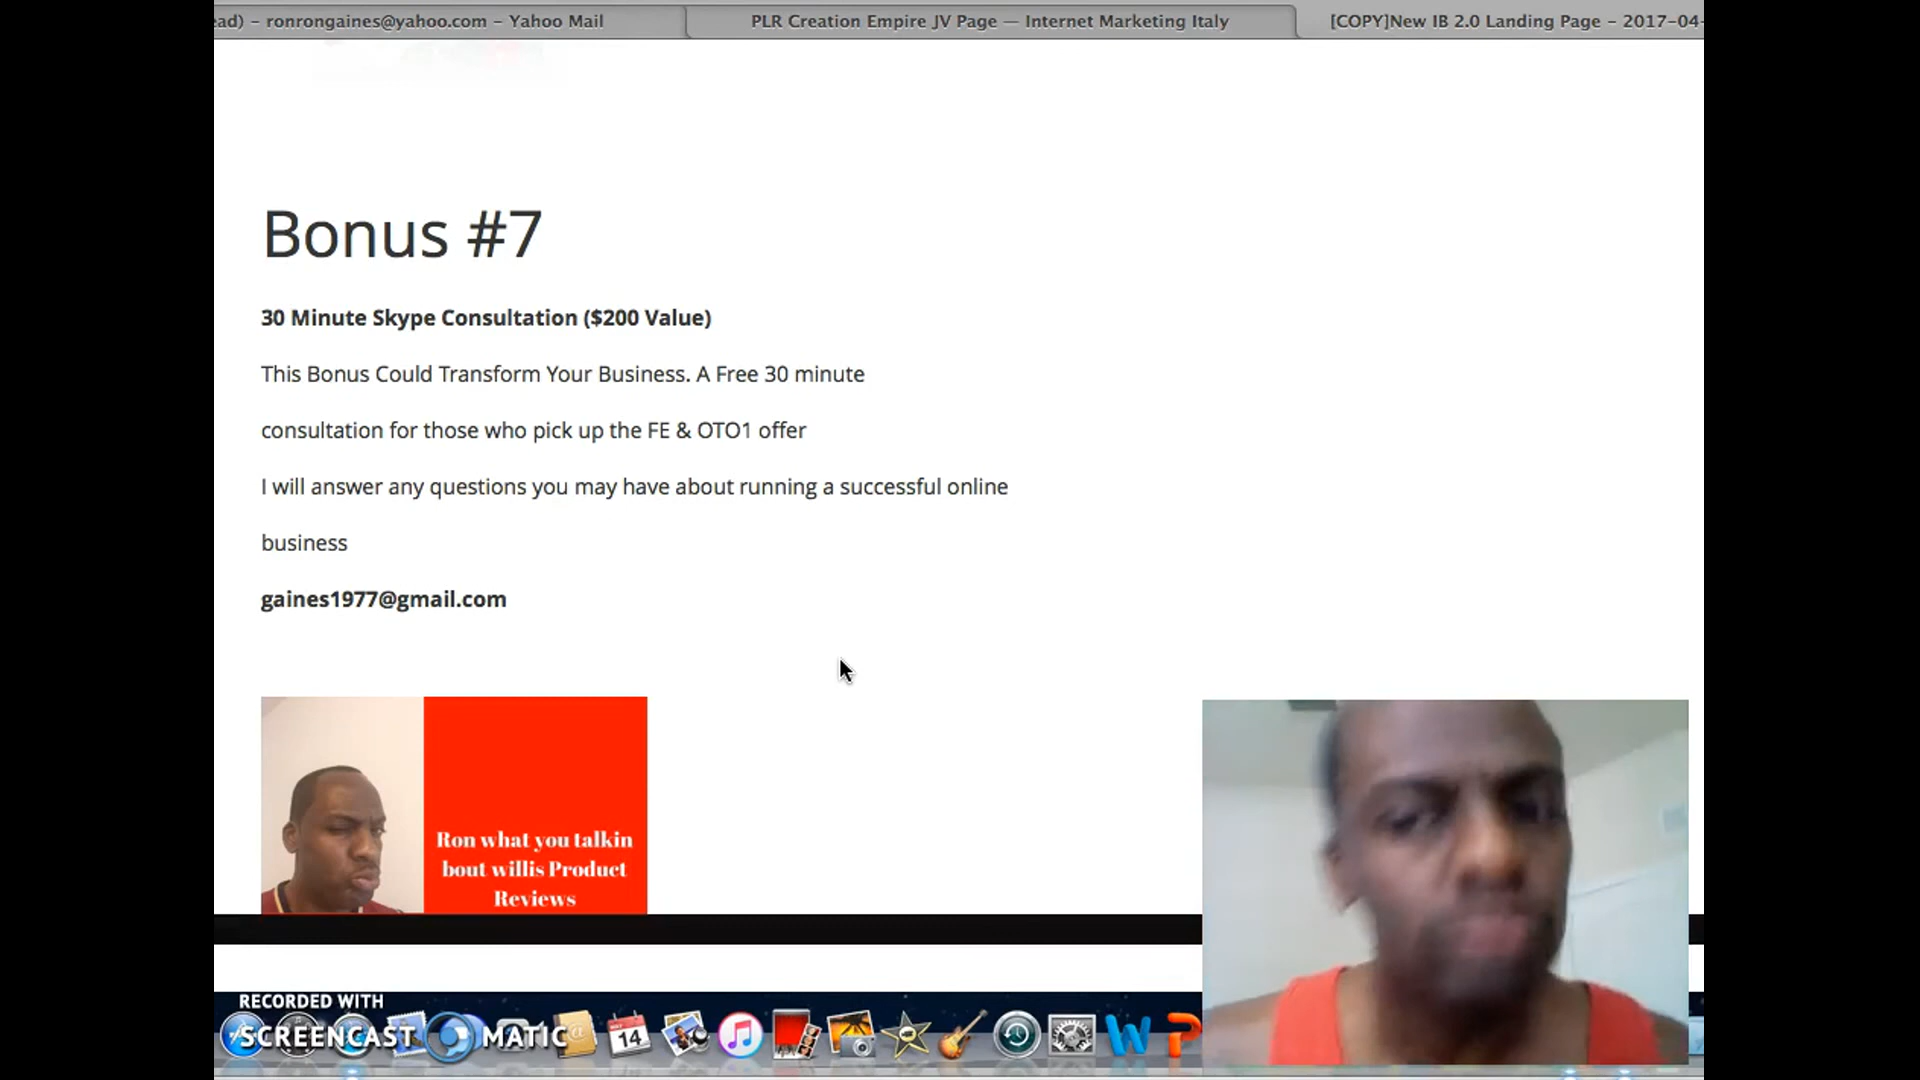 ead) – ronrongaines@yahoo.com – Yahoo Mail
PLR Creation Empire JV Page — Internet Marketing Italy
[COPY]New IB 2.0 Landing Page – 2017-04-
Bonus #7
30 Minute Skype Consultation ($200 Value)
This Bonus Could Transform Your Business. A Free 30 minute
consultation for those who pick up the FE & OTO1 offer
I will answer any questions you may have about running a successful online
business
gaines1977@gmail.com
Ron what you talkin
bout willis Product
Reviews
RECORDED WITH
SCREENCAST MATIC
14